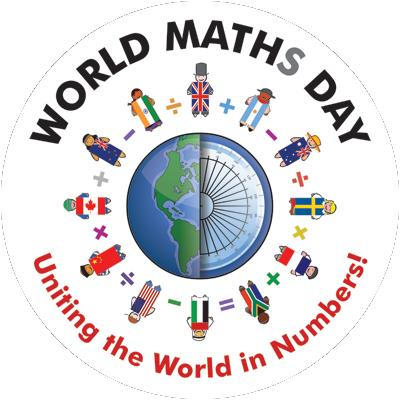 WORLD MATHS DAY
Uniting the World in Numbers!